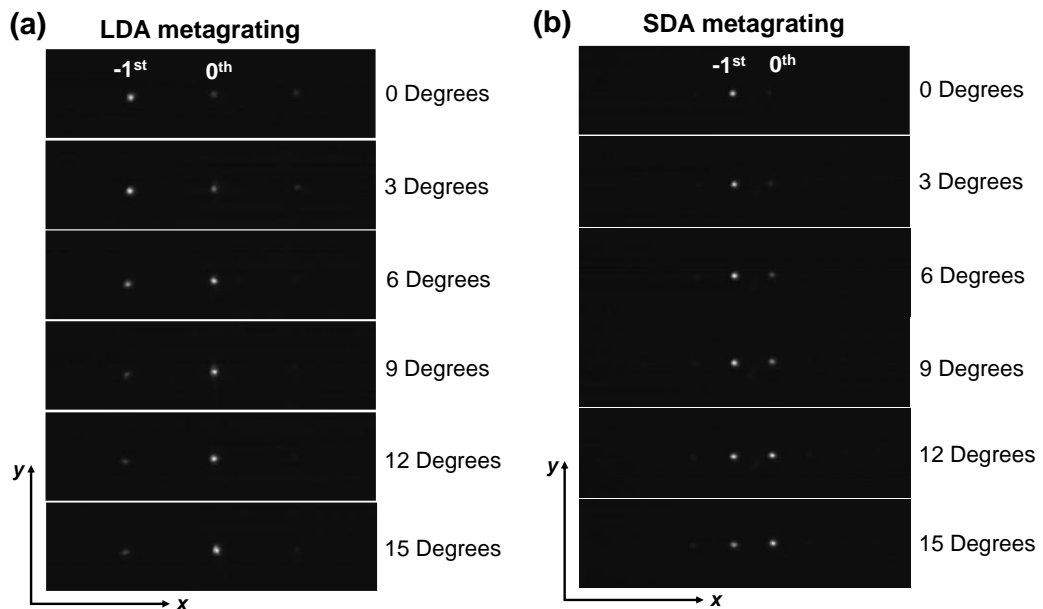 (a) LDA metagrating
-1st 0th
0 Degrees
3 Degrees
6 Degrees
9 Degrees
12 Degrees
15 Degrees
y
x
(b) SDA metagrating
-1st 0th
0 Degrees
3 Degrees
6 Degrees
9 Degrees
12 Degrees
15 Degrees
y
x